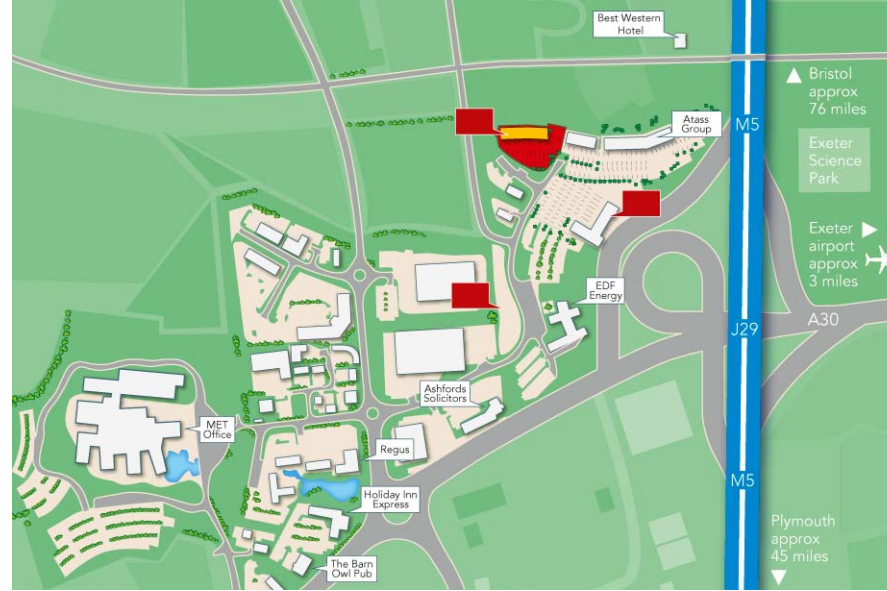 Best Western
Hotel
Bristol
approx
76 miles
M5
Atass
Group
Exeter
Science
Park
Exeter
airport
approx
3 miles
EDF
Energy
A30
J29
Ashfords
Solicitors
MET
Office
Regus
M5
Holiday Inn
Express
Plymouth
approx
45 miles
The Barn
Owl Pub